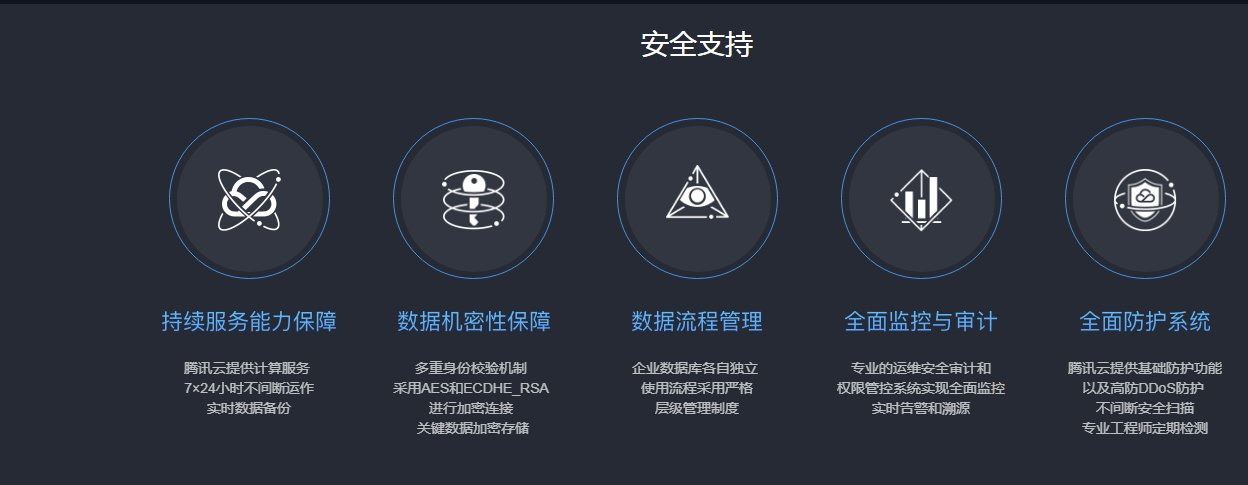 安全支持
持续服务能力保障
腾讯云提供计算服务
7×24小时不间断运作
实时数据备份
数据机密性保障
多重身份校验机制
采用AES和ECDHE_RSA
进行加密连接
关键数据加密存储
数据流程管理
企业数据库各自独立
使用流程采用严格
层级管理制度
全面监控与审计
专业的运维安全审计和
权限管控系统实现全面监控
实时告警和溯源
全面防护系统
腾讯云提供基础防护功能
以及高防DDoS防护
不间断安全扫描
专业工程师定期检测